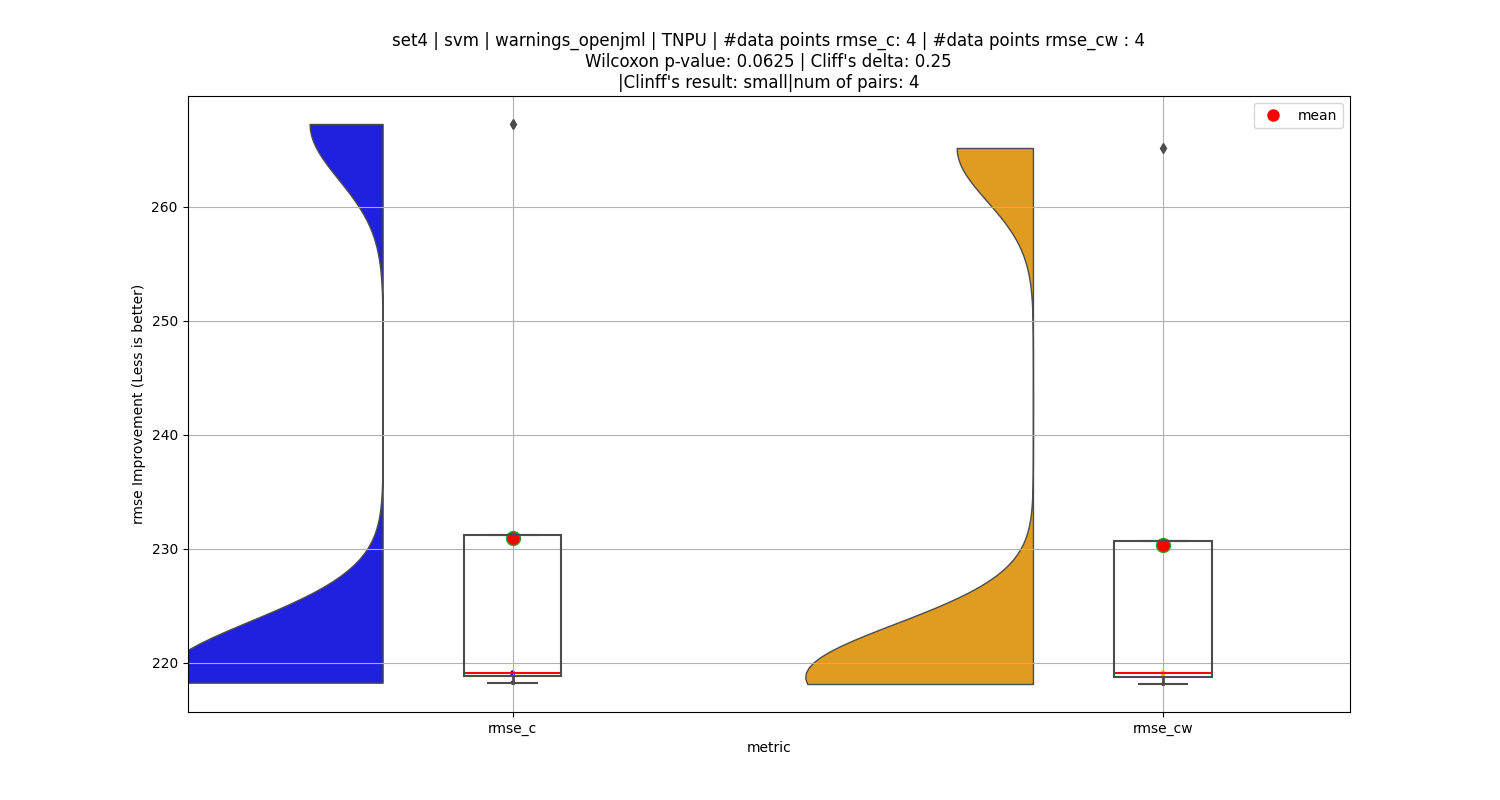 set4 | svm | warnings_openjml | TNPU | #data points rmse_c: 4 | #data points rmse_cw : 4
Wilcoxon p-value: 0.0625 | Cliff's delta: 0.25
|Clinff's result: small|num of pairs: 4
mean
rmse Improvement (Less is better)
260
250
240
230
220
rmse_c
rmse_cw
metric